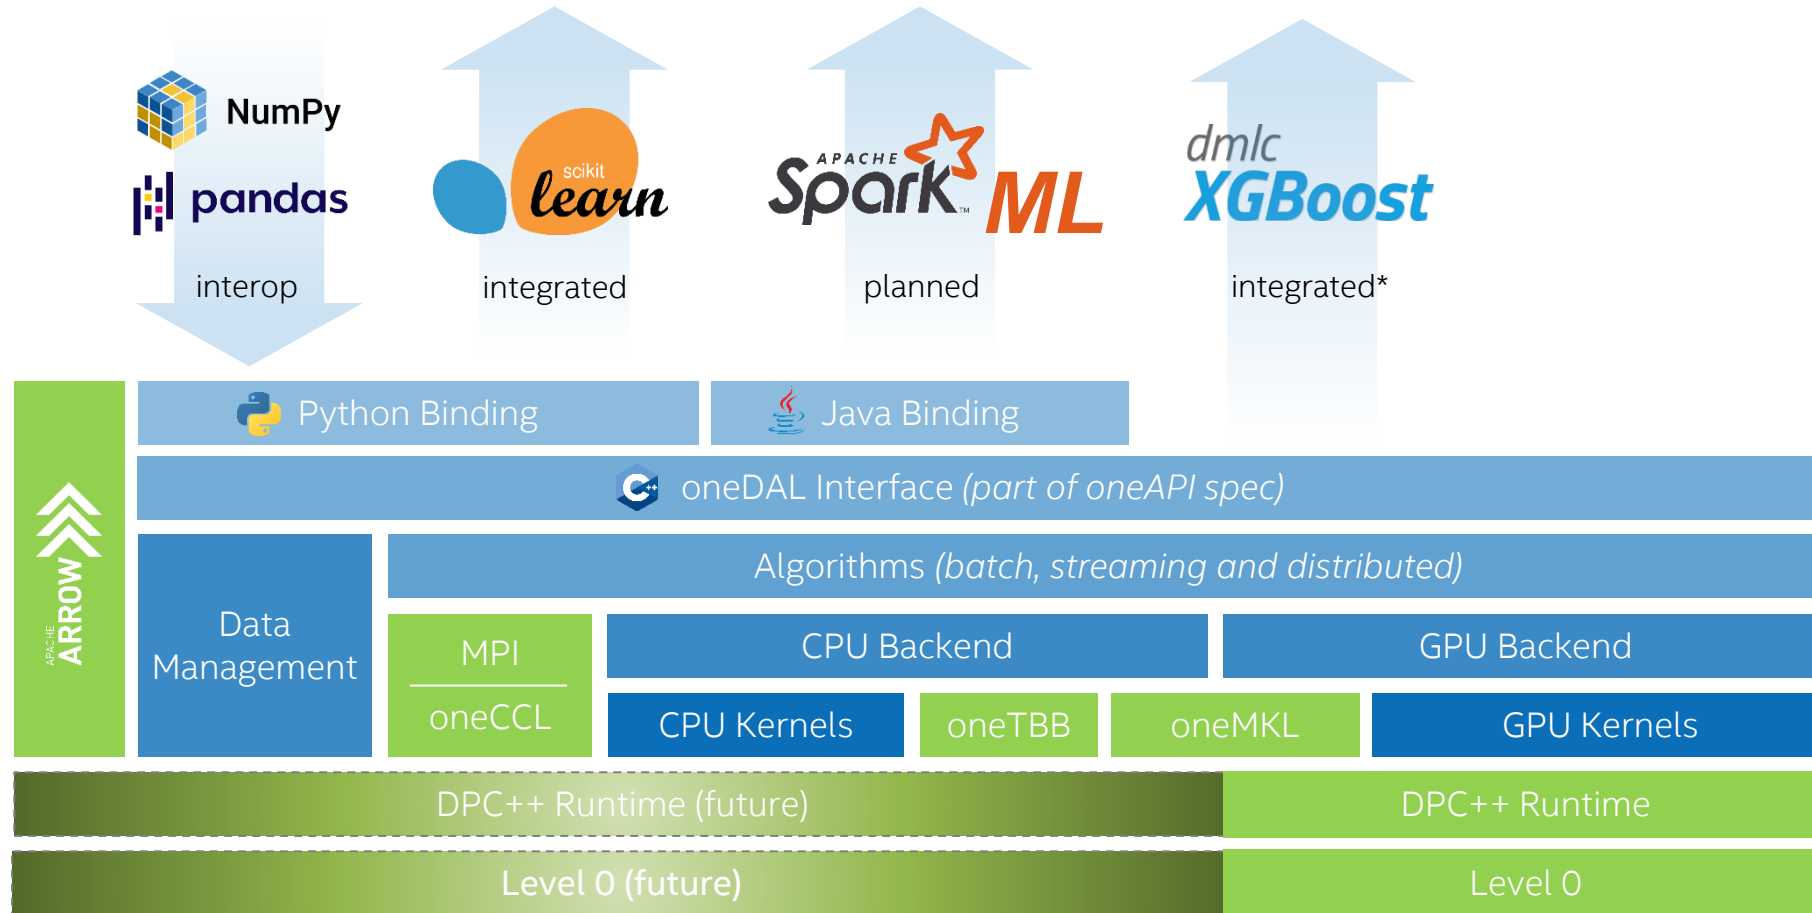 NumPy
pandas
interop
scikit
learn
integrated
APACHE
Spark™
ML
planned
dmlc
XGBoost
integrated*
APACHE
ARROW
Python Binding
Java Binding
C++
oneDAL Interface (part of oneAPI spec)
Data
Management
Algorithms (batch, streaming and distributed)
MPI
oneCCL
CPU Backend
GPU Backend
CPU Kernels
oneTBB
oneMKL
GPU Kernels
DPC++ Runtime (future)
DPC++ Runtime
Level 0 (future)
Level 0